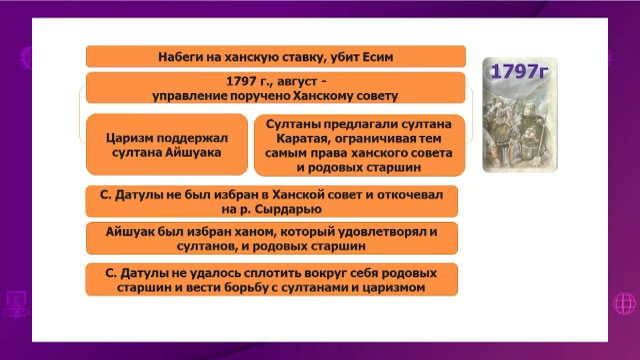 Набеги на ханскую ставку, убит Есим
1797 г., август -
управление поручено Ханскому совету
1797г
Царизм поддержал
султана Айшуака
Султаны предлагали султана
Каратая, ограничивая тем
самым права ханского совета
и родовых старшин
С. Датулы не был избран в Ханской совет и откочевал
на р. Сырдарью
Айшуак был избран ханом, который удовлетворял и
султанов, и родовых старшин
С. Датулы не удалось сплотить вокруг себя родовых
старшин и вести борьбу с султанами и царизмом